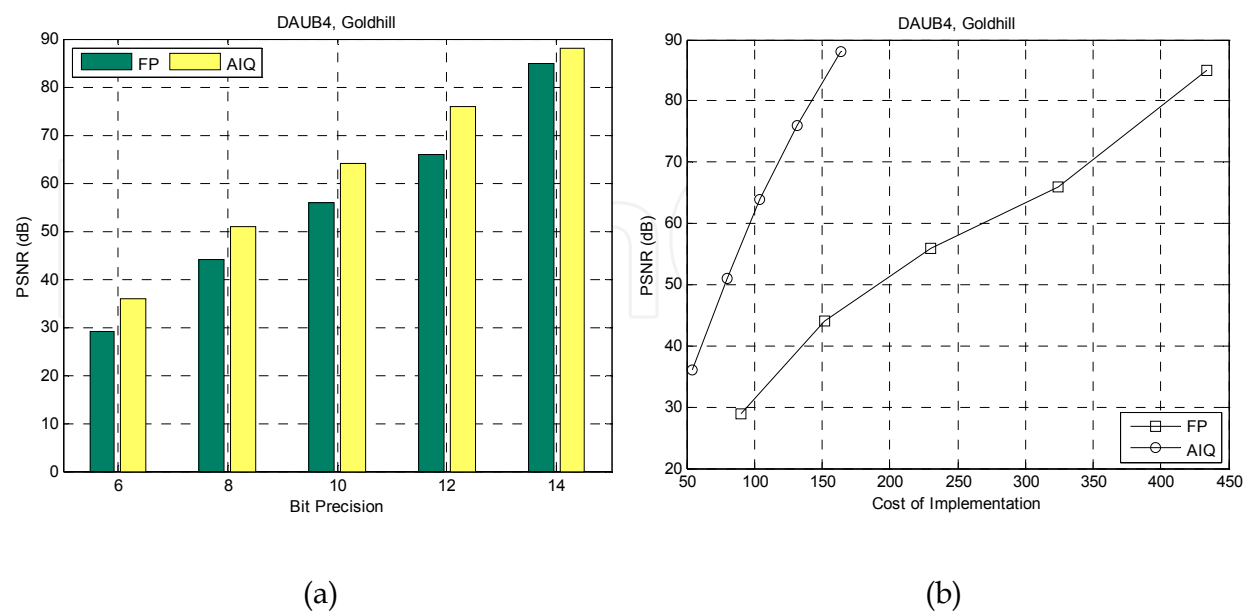 DAUB4, Goldhill
90
80
70
60
50
40
30
20
10
0
PSNR (dB)
FP
AIQ
6 8 10 12 14
Bit Precision
(a)
DAUB4, Goldhill
90
80
70
60
50
40
30
20
PSNR (dB)
FP
AIQ
50 100 150 200 250 300 350 400 450
Cost of Implementation
(b)